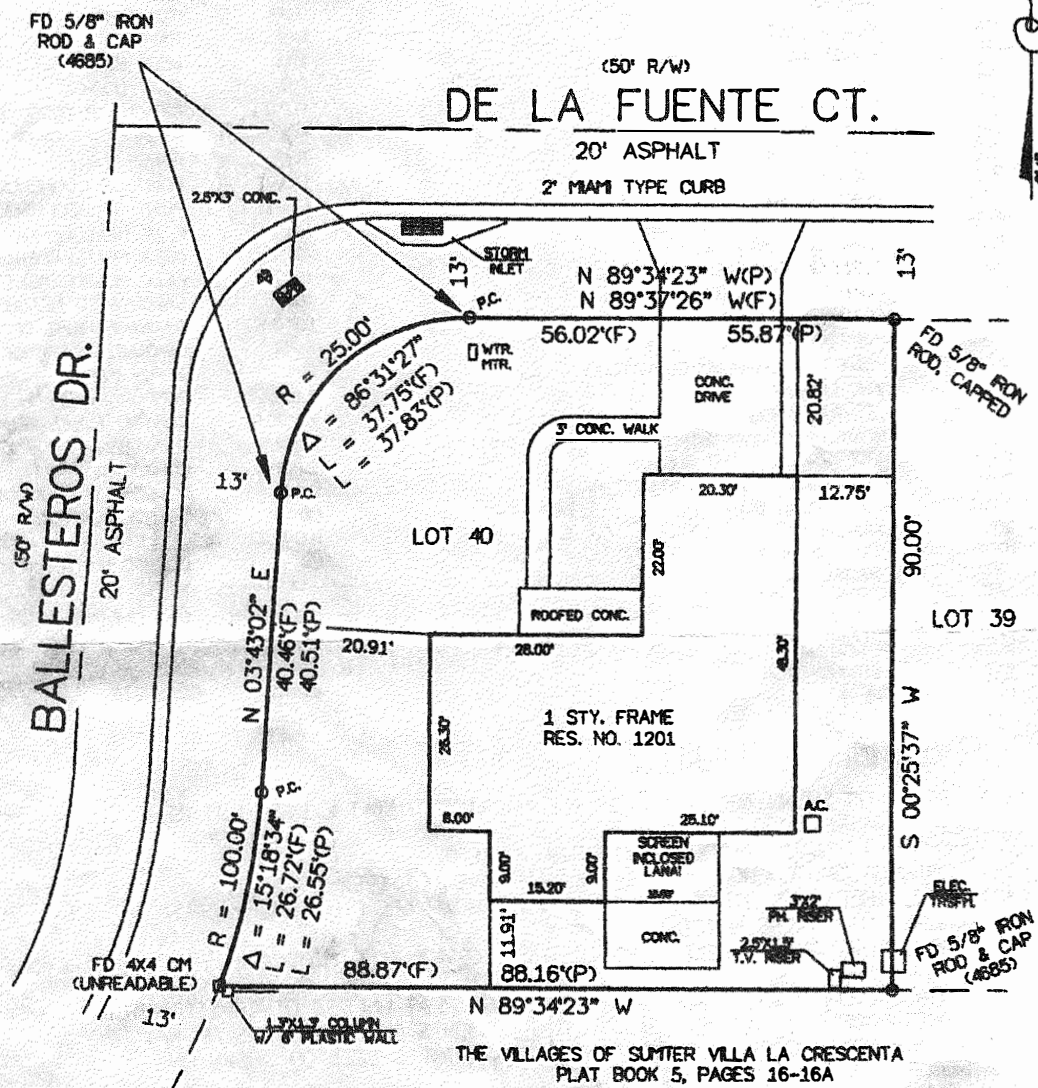 FD 5/8" IRON
ROD & CAP
(4685)
(50' R/W)
DE LA FUENTE CT.
20' ASPHALT
2' MIAMI TYPE CURB
2.5'X3' CONC.
STORM
INLET
13'
13'
N 89°34'23" W(P)
N 89°37'26" W(F)
P.C.
56.02'(F)
55.87'(P)
FD 5/8" IRON
ROD, CAPPED
WTR.
MTR.
R = 25.00'
Δ = 86°31'27"
L = 37.75'(F)
L = 37.83'(P)
CONC.
DRIVE
20.82'
3' CONC. WALK
BALLESTEROS DR.
(50' R/W)
20' ASPHALT
13'
P.C.
20.30'
12.75'
LOT 40
22.00'
90.00'
ROOFED CONC.
LOT 39
N 03°43'02" E
40.46'(F)
40.51'(P)
20.91'
28.00'
48.30'
1 STY. FRAME
RES. NO. 1201
26.30'
S 00°25'37" W
P.C.
8.00'
25.10'
A.C.
SCREEN
INCLOSED
LANAI
9.00'
9.00'
15.20'
R = 100.00'
Δ = 15°18'34"
L = 26.72'(F)
L = 26.55'(P)
11.91'
CONC.
3'X2'
PH. RISER
2.5'X1.5'
T.V. RISER
ELEC.
TRSFR.
FD 5/8" IRON
ROD & CAP
(4685)
FD 4X4 CM
(UNREADABLE)
88.87'(F)
88.16'(P)
N 89°34'23" W
13'
1.3'X1.3' COLUMN
W/ 6' PLASTIC WALL
THE VILLAGES OF SUMTER VILLA LA CRESCENTA
PLAT BOOK 5, PAGES 16-16A